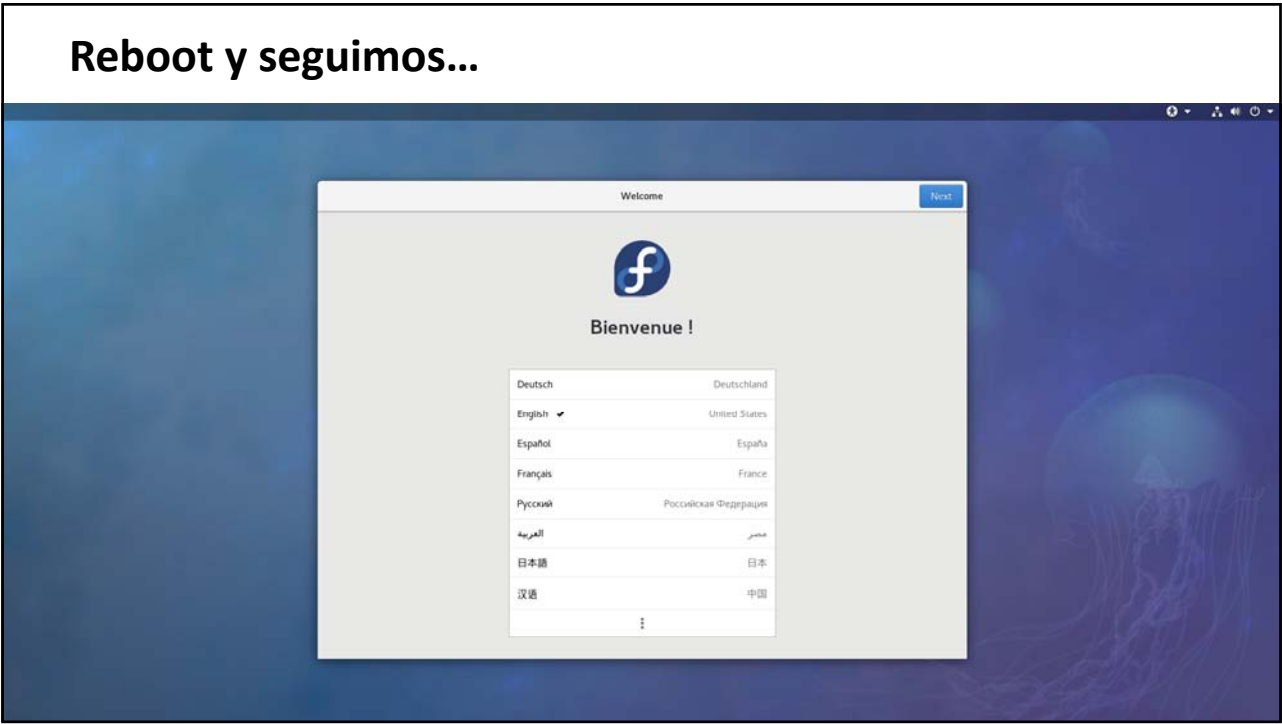 Reboot y seguimos…
Welcome
Next
Bienvenue !
Deutsch Deutschland
English ✔ United States
Español España
Français France
Русский Российская Федерация
العربية مصر
日本語 日本
汉语 中国